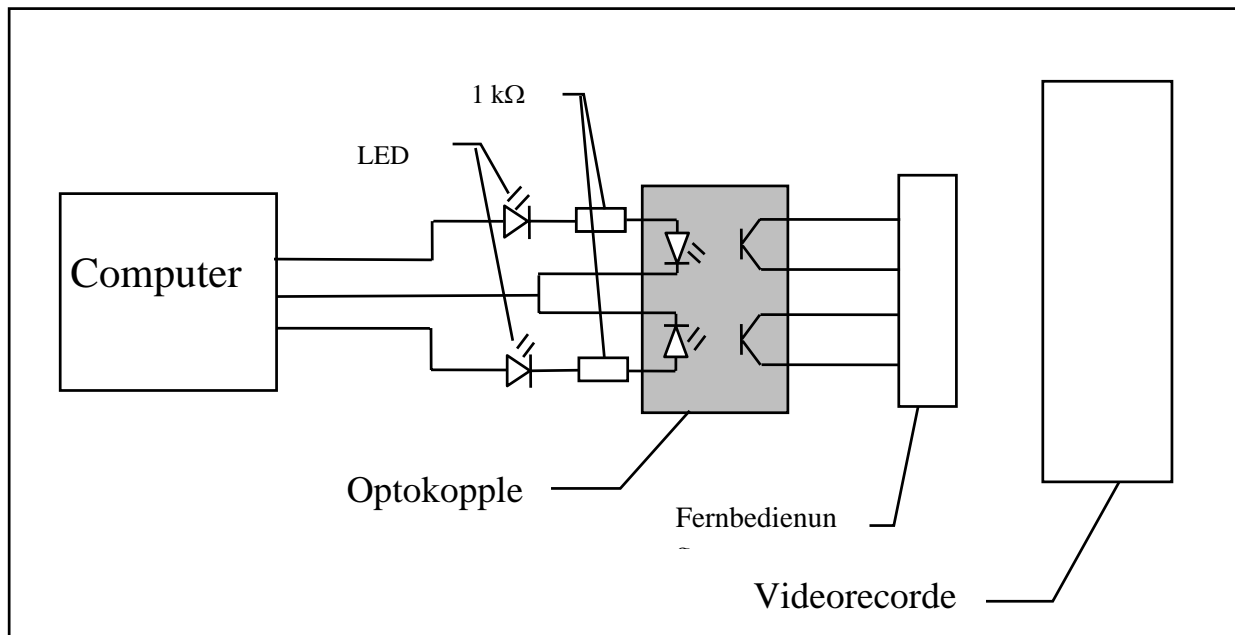 1 kΩ
LED
Computer
Optokopple
Fernbedienun
Videorecorde